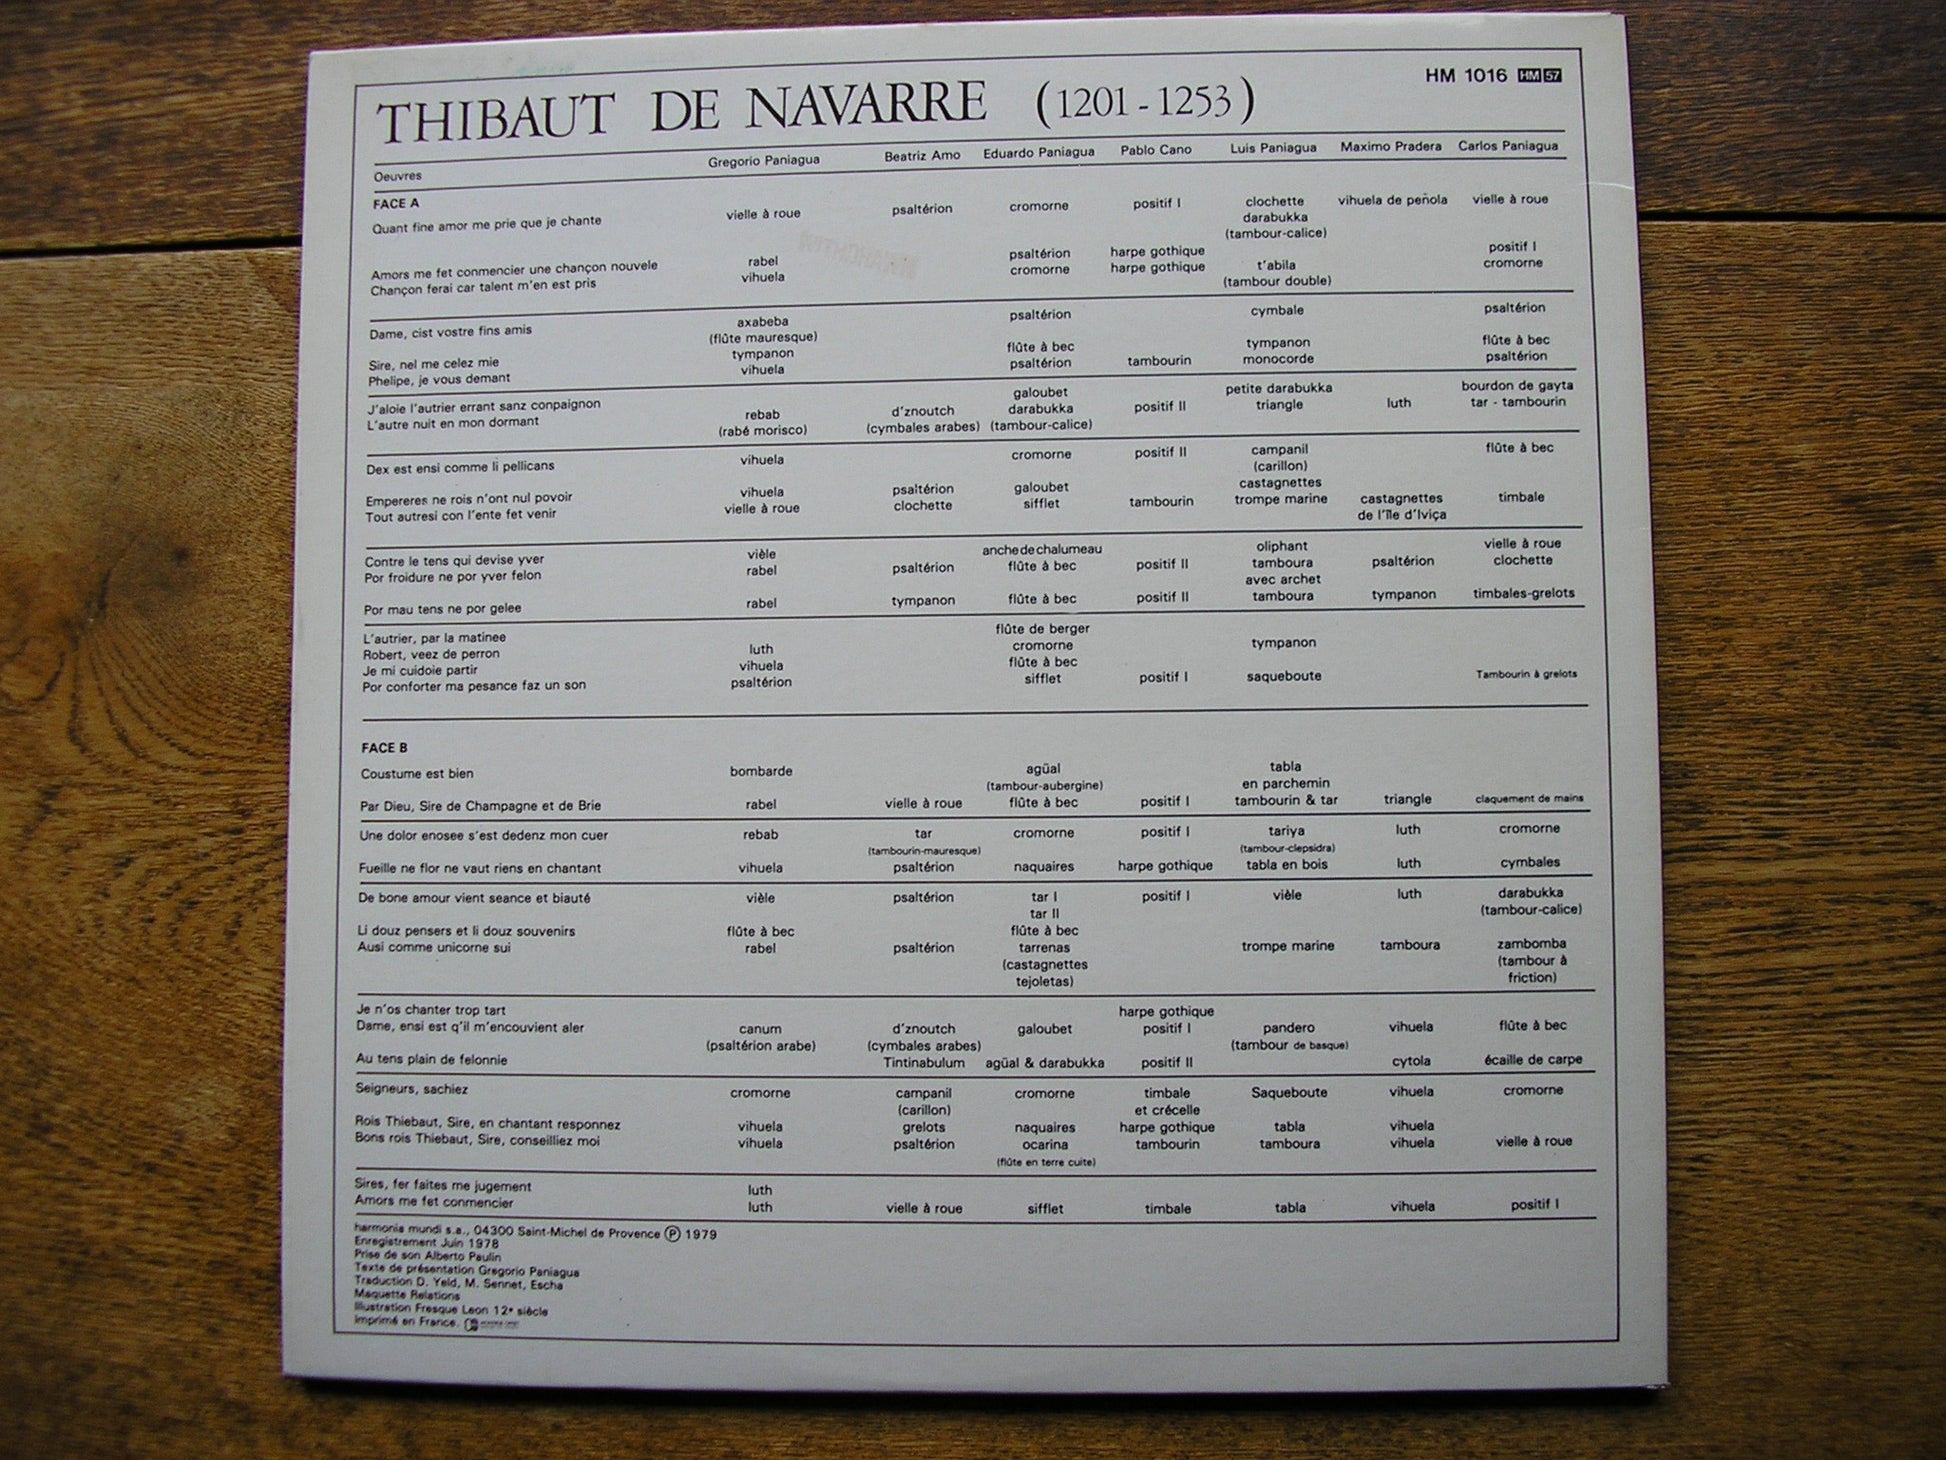 HM 1016 HM 57
THIBAUT DE NAVARRE (1201 - 1253)
Oeuvres Gregorio Paniagua Beatriz Amo Eduardo Paniagua Pablo Cano Luis Paniagua Maximo Pradera Carlos Paniagua
FACE A
Quant fine amor me prie que je chante vielle à roue psaltérion cromorne positif I clochette vihuela de peñola vielle à roue
darabukka
(tambour-calice)
Amors me fet conmencier une chançon nouvele rabel psaltérion harpe gothique positif I
Chançon ferai car talent m'en est pris vihuela cromorne harpe gothique t'abila cromorne
(tambour double)
Dame, cist vostre fins amis axabeba psaltérion cymbale psaltérion
(flûte mauresque)
Sire, nel me celez mie tympanon flûte à bec tympanon flûte à bec
Phelipe, je vous demant vihuela psaltérion tambourin monocorde psaltérion
galoubet petite darabukka bourdon de gayta
J'aloie l'autrier errant sanz conpaignon rebab d'znoutch darabukka positif II triangle luth tar - tambourin
L'autre nuit en mon dormant (rabé morisco) (cymbales arabes) (tambour-calice)
Dex est ensi comme li pellicans vihuela cromorne positif II campanil flûte à bec
(carillon)
Empereres ne rois n'ont nul povoir vihuela psaltérion galoubet castagnettes
Tout autresi con l'ente fet venir vielle à roue clochette sifflet tambourin trompe marine castagnettes timbale
de l'île d'Iviça
Contre le tens qui devise yver vièle anche de chalumeau oliphant vielle à roue
Por froidure ne por yver felon rabel psaltérion flûte à bec positif II tamboura psaltérion clochette
avec archet
Por mau tens ne por gelee rabel tympanon flûte à bec positif II tamboura tympanon timbales-grelots
L'autrier, par la matinee flûte de berger
Robert, veez de perron luth cromorne tympanon
Je mi cuidoie partir vihuela flûte à bec
Por conforter ma pesance faz un son psaltérion sifflet positif I saqueboute Tambourin à grelots
FACE B
Coustume est bien bombarde agüal tabla
(tambour-aubergine) en parchemin
Par Dieu, Sire de Champagne et de Brie rabel vielle à roue flûte à bec positif I tambourin & tar triangle claquement de mains
Une dolor enosee s'est dedenz mon cuer rebab tar cromorne positif I tariya luth cromorne
(tambourin-mauresque) (tambour-clepsidra)
Fueille ne flor ne vaut riens en chantant vihuela psaltérion naquaires harpe gothique tabla en bois luth cymbales
De bone amour vient seance et biauté vièle psaltérion tar I positif I vièle luth darabukka
tar II (tambour-calice)
Li douz pensers et li douz souvenirs flûte à bec flûte à bec
Ausi comme unicorne sui rabel psaltérion tarrenas trompe marine tamboura zambomba
(castagnettes (tambour à
tejoletas) friction)
Je n'os chanter trop tart harpe gothique
Dame, ensi est q'il m'encouvient aler canum d'znoutch galoubet positif I pandero vihuela flûte à bec
(psaltérion arabe) (cymbales arabes) (tambour de basque)
Au tens plain de felonnie Tintinabulum agüal & darabukka positif II cytola écaille de carpe
Seigneurs, sachiez cromorne campanil cromorne timbale Saqueboute vihuela cromorne
(carillon) et crécelle
Rois Thiebaut, Sire, en chantant responnez vihuela grelots naquaires harpe gothique tabla vihuela
Bons rois Thiebaut, Sire, conseilliez moi vihuela psaltérion ocarina tambourin tamboura vihuela vielle à roue
(flûte en terre cuite)
Sires, fer faites me jugement luth
Amors me fet conmencier luth vielle à roue sifflet timbale tabla vihuela positif I
harmonia mundi s.a., 04300 Saint-Michel de Provence Ⓟ 1979
Enregistrement Juin 1978
Prise de son Alberto Paulin
Texte de présentation Gregorio Paniagua
Traduction D. Yeld, M. Sennet, Escha
Maquette Relations
Illustration Fresque Leon 12e siècle
Imprimé en France.